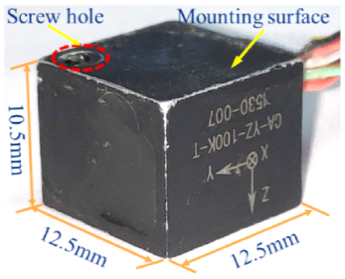 Screw hole
Mounting surface
10.5mm
12.5mm
12.5mm
CA-YZ-100K-T
1530-007
X
Y
Z